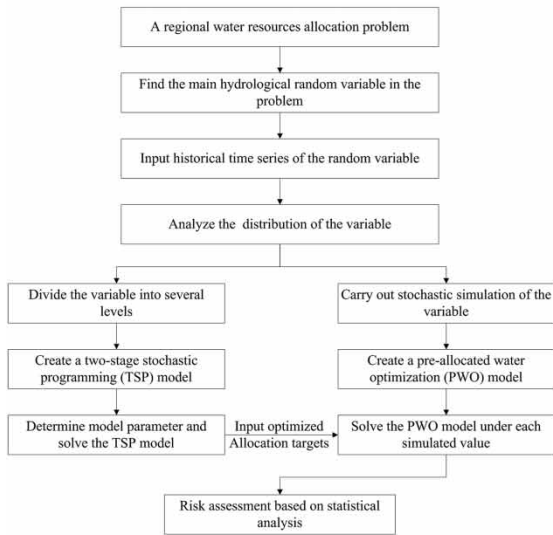 A regional water resources allocation problem
Find the main hydrological random variable in the
problem
Input historical time series of the random variable
Analyze the distribution of the variable
Divide the variable into several
levels
Carry out stochastic simulation of the
variable
Create a two-stage stochastic
programming (TSP) model
Create a pre-allocated water
optimization (PWO) model
Determine model parameter and
solve the TSP model
Input optimized
Allocation targets
Solve the PWO model under each
simulated value
Risk assessment based on statistical
analysis